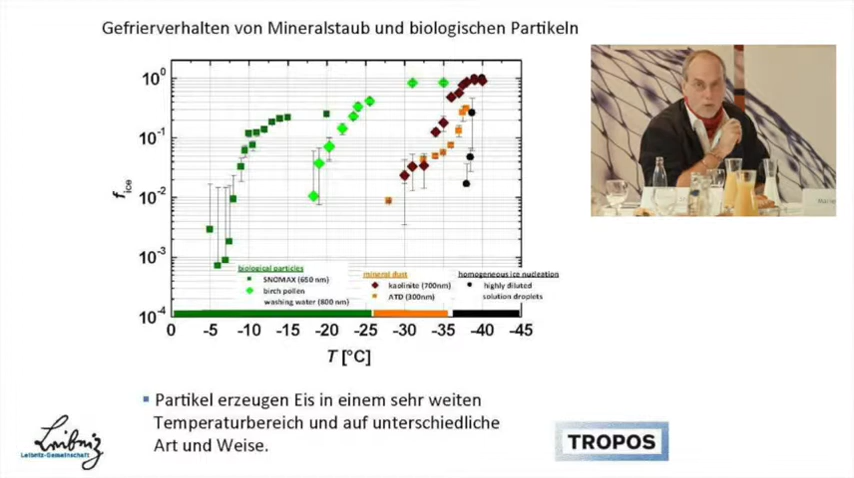 Gefrierverhalten von Mineralstaub und biologischen Partikeln
10⁰
10⁻¹
10⁻²
10⁻³
10⁻⁴
f ice
biological particles
SNOMAX (650 nm)
birch pollen
washing water (800 nm)
mineral dust
kaolinite (700nm)
ATD (300nm)
homogeneous ice nucleation
highly diluted
solution droplets
0 -5 -10 -15 -20 -25 -30 -35 -40 -45
T [°C]
Partikel erzeugen Eis in einem sehr weiten
Temperaturbereich und auf unterschiedliche
Art und Weise.
Leibniz
Leibniz-Gemeinschaft
TROPOS